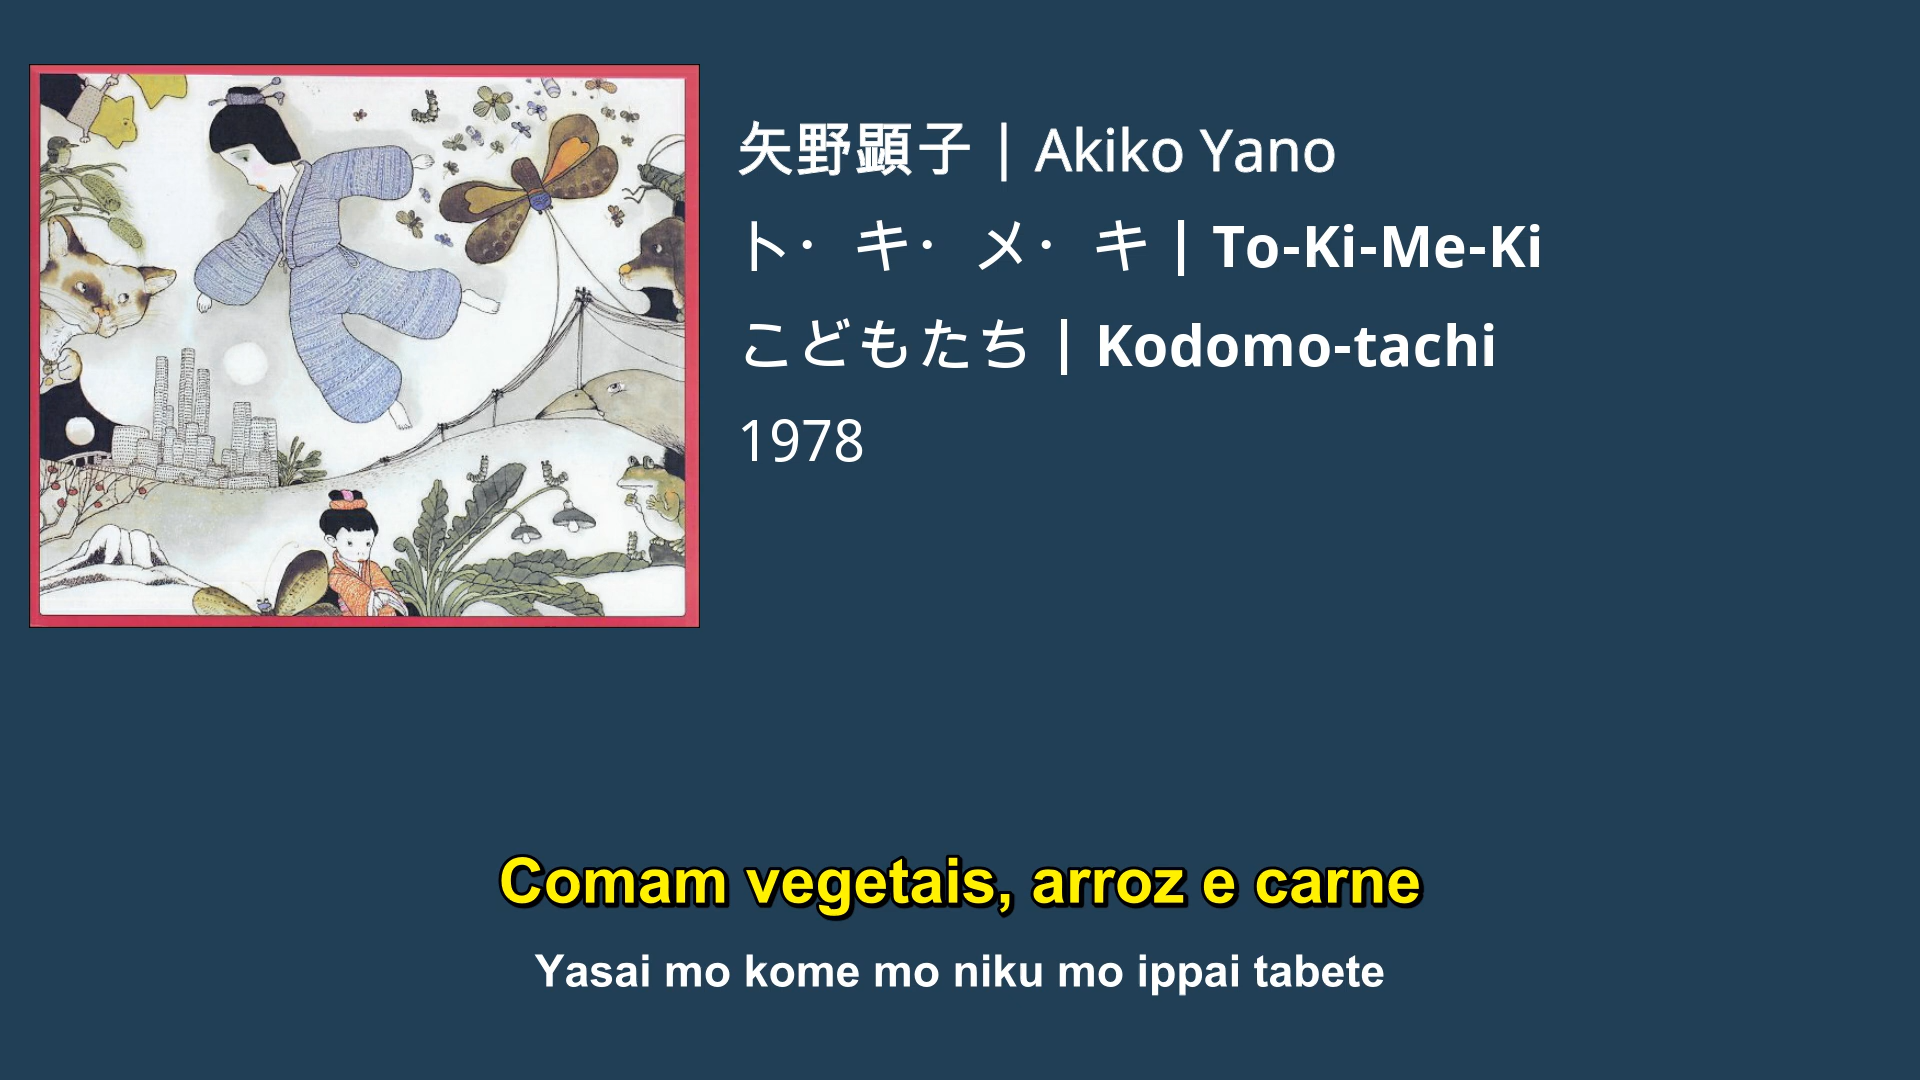 矢野顕子 | Akiko Yano
ト・キ・メ・キ | To-Ki-Me-Ki
こどもたち | Kodomo-tachi
1978
Comam vegetais, arroz e carne
Yasai mo kome mo niku mo ippai tabete